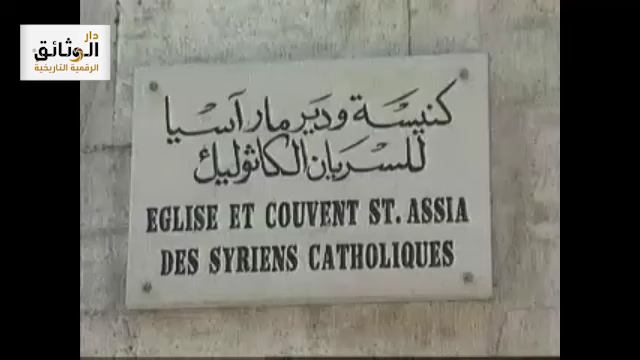 دار
الوثائق
الرقمية التاريخية
كنيسة ودير مار آسيا
للسريان الكاثوليك
EGLISE ET COUVENT ST. ASSIA
DES SYRIENS CATHOLIQUES